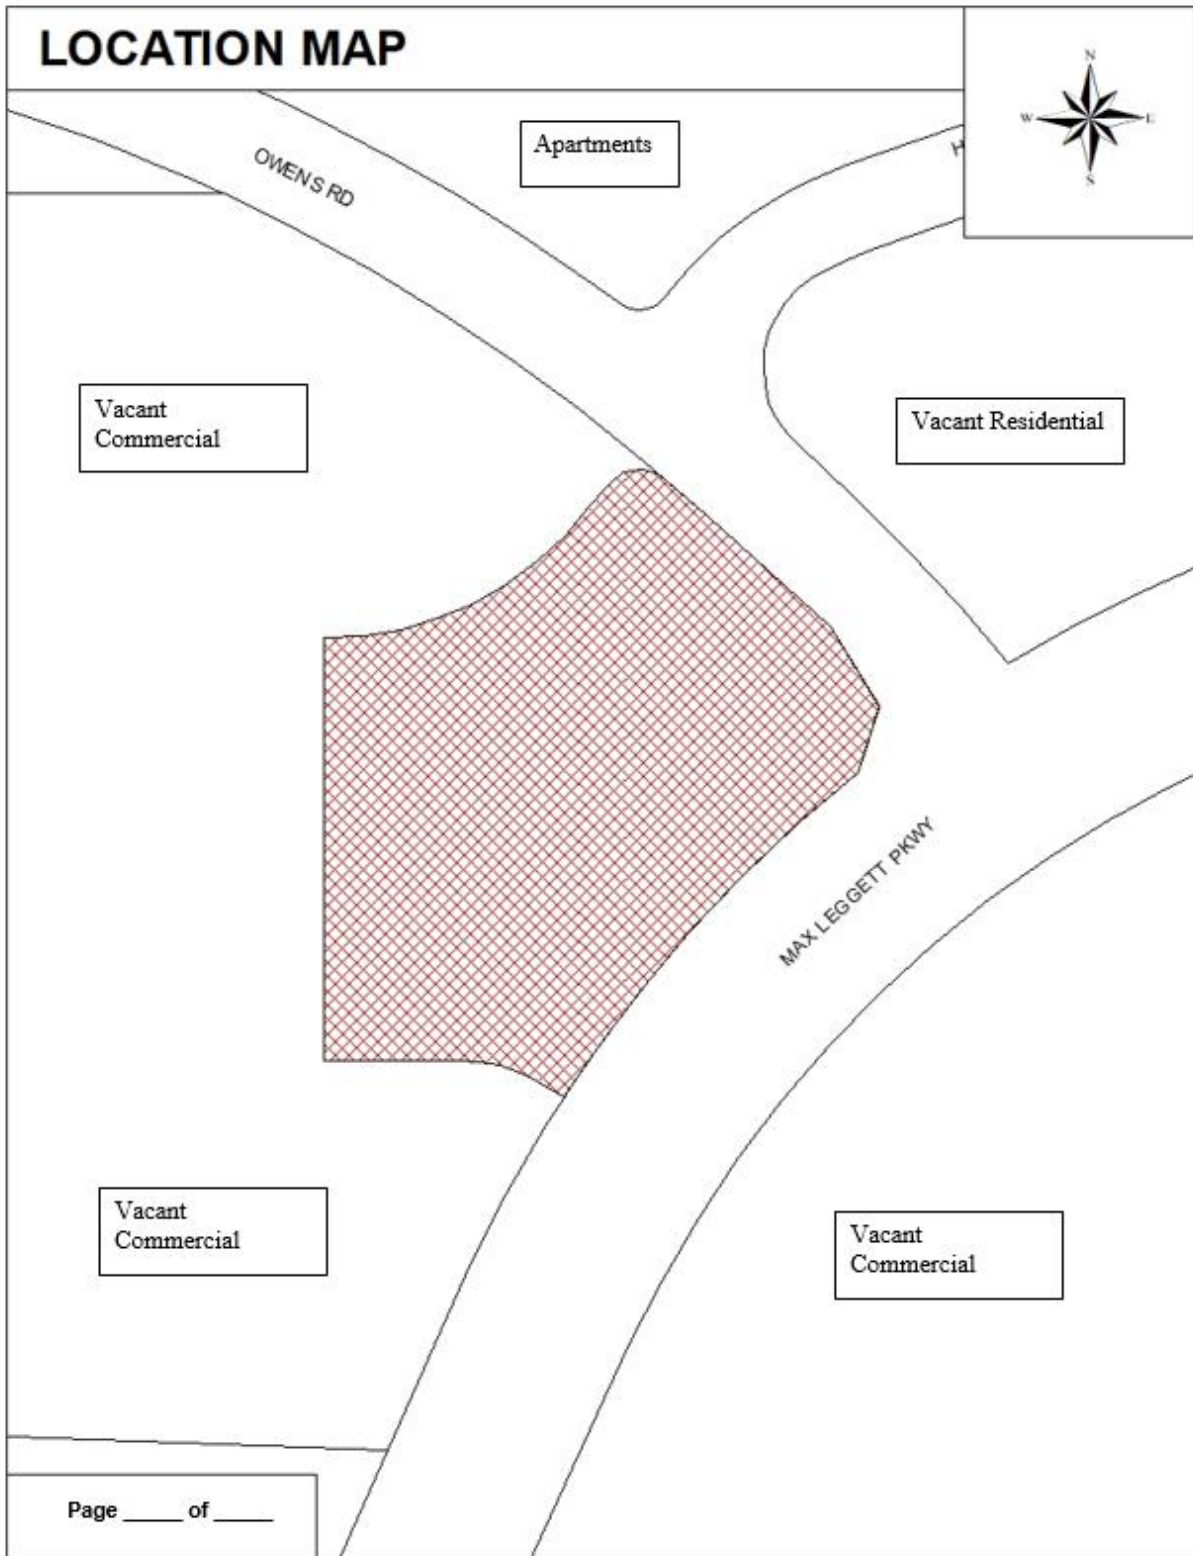 LOCATION MAP
N
W
E
S
Apartments
OWENS RD
H
Vacant
Commercial
Vacant Residential
MAX LEGGETT PKWY
Vacant
Commercial
Vacant
Commercial
Page _____ of _____